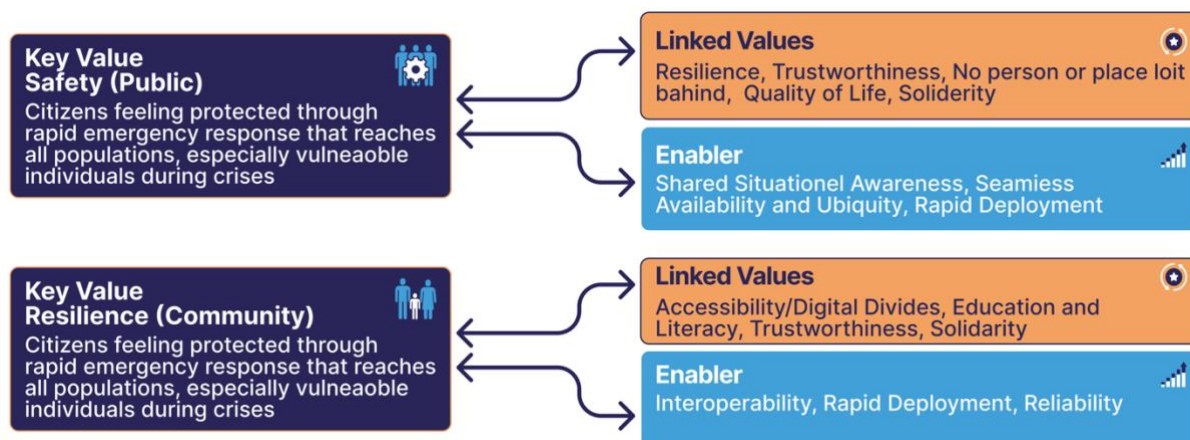 Key Value
Safety (Public)
Citizens feeling protected through
rapid emergency response that reaches
all populations, especially vulneaoble
individuals during crises
Linked Values
Resilience, Trustworthiness, No person or place loit
bahind, Quality of Life, Soliderity
Enabler
Shared Situationel Awareness, Seamiess
Availability and Ubiquity, Rapid Deployment
Key Value
Resilience (Community)
Citizens feeling protected through
rapid emergency response that reaches
all populations, especially vulneaoble
individuals during crises
Linked Values
Accessibility/Digital Divides, Education and
Literacy, Trustworthiness, Solidarity
Enabler
Interoperability, Rapid Deployment, Reliability